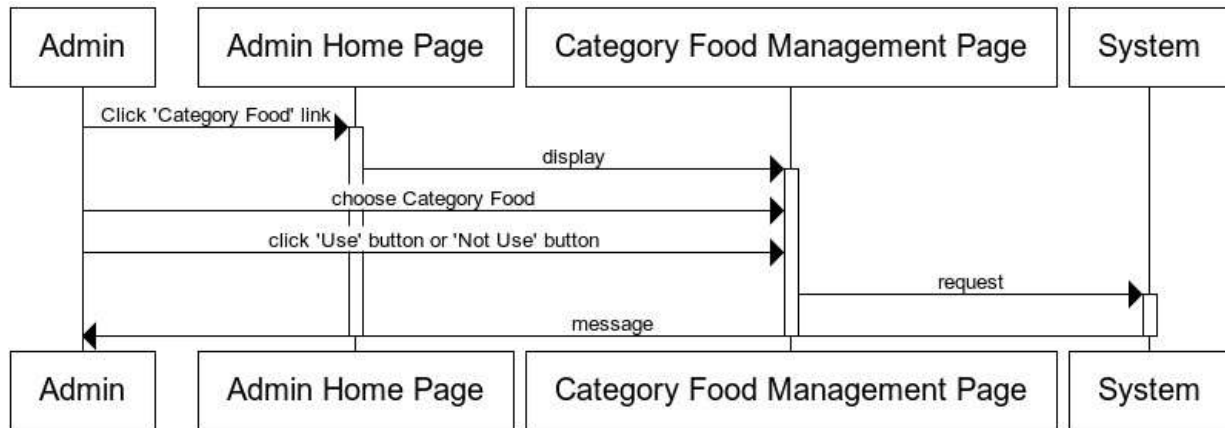 Admin
Admin Home Page
Category Food Management Page
System
Click 'Category Food' link
display
choose Category Food
click 'Use' button or 'Not Use' button
request
message
Admin
Admin Home Page
Category Food Management Page
System